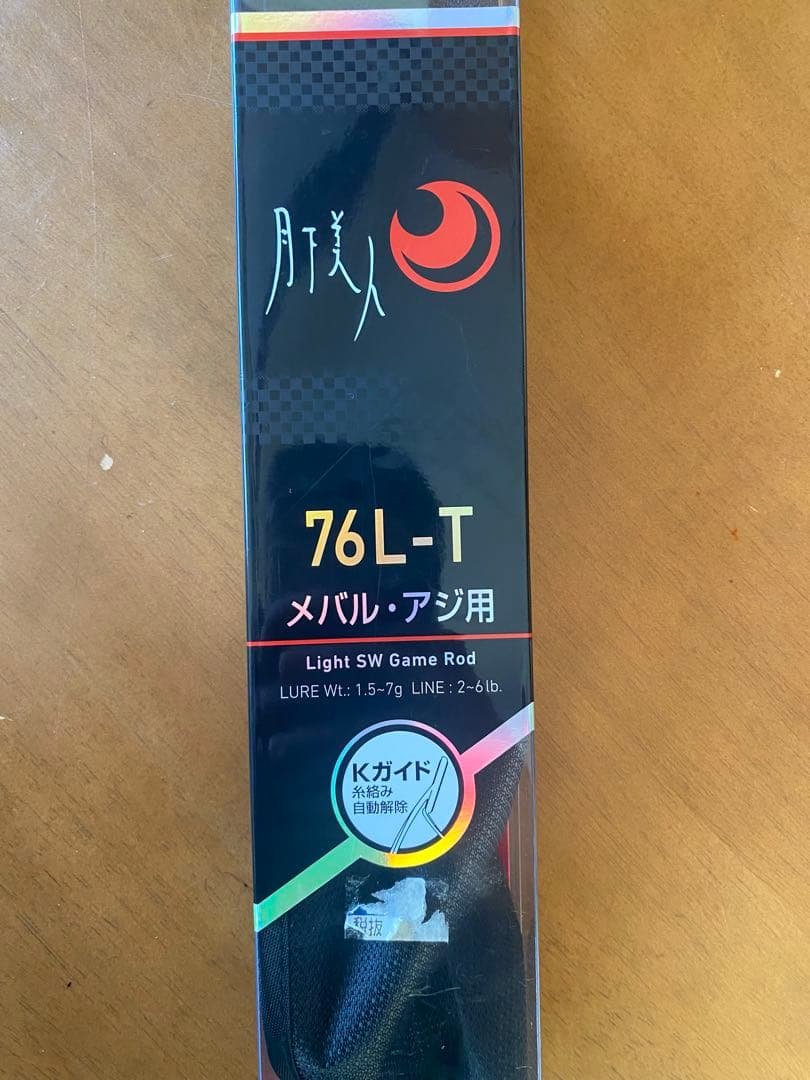 月下美人
76L-T
メバル・アジ用
Light SW Game Rod
LURE Wt.: 1.5~7g LINE : 2~6lb.
Kガイド
糸絡み
自動解除
税抜